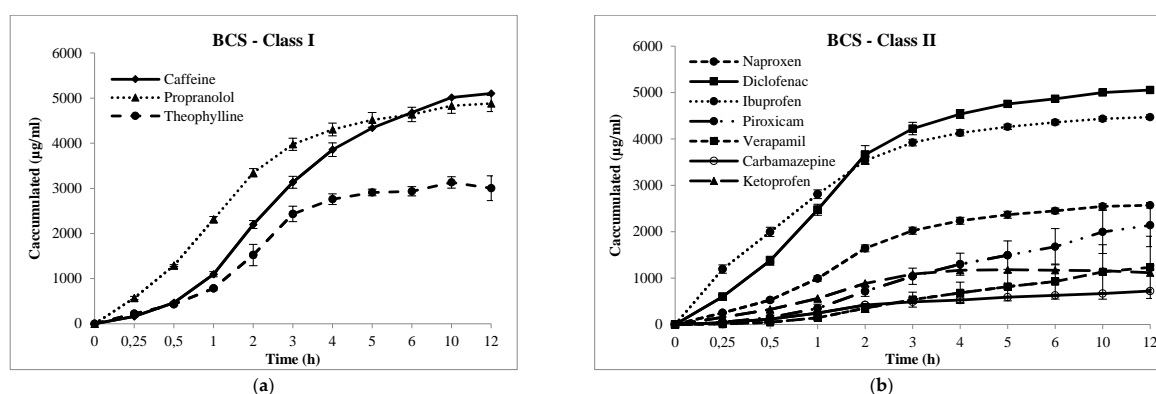 BCS - Class I
6000
5000
4000
3000
2000
1000
0
Caccumulated (µg/ml)
Caffeine
Propranolol
Theophylline
0 0,25 0,5 1 2 3 4 5 6 10 12
Time (h)
(a)
BCS - Class II
6000
5000
4000
3000
2000
1000
0
Caccumulated (µg/ml)
Naproxen
Diclofenac
Ibuprofen
Piroxicam
Verapamil
Carbamazepine
Ketoprofen
0 0,25 0,5 1 2 3 4 5 6 10 12
Time (h)
(b)